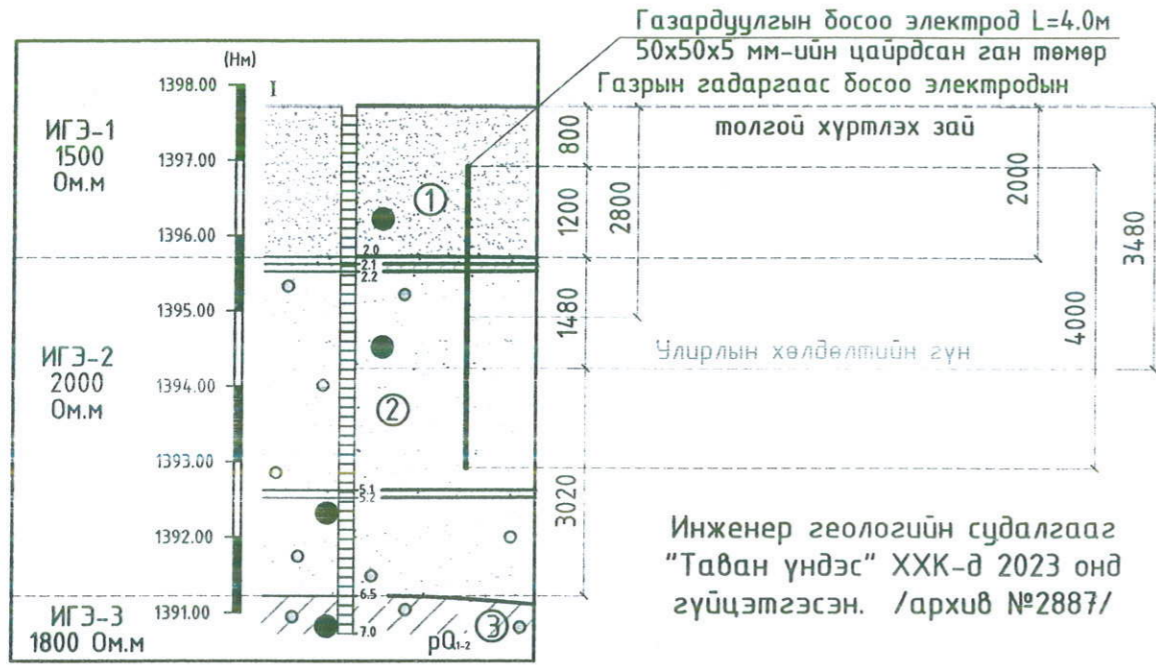 Газардуулгын босоо электрод L=4.0м
50x50x5 мм-ийн цайрдсан ган төмөр
Газрын гадаргаас босоо электродын
толгой хүртлэх зай
(Нм)
1398.00
I
ИГЭ-1
1500
Ом.м
1397.00
1396.00
1
2.0
2.1
2.2
1395.00
ИГЭ-2
2000
Ом.м
1394.00
2
1393.00
5.1
5.2
1392.00
6.5
1391.00
ИГЭ-3
1800 Ом.м
7.0
pQ₁₋₂
3
800
1200
1480
3020
2800
2000
4000
3480
Улирлын хөлдөлтийн гүн
Инженер геологийн судалгааг
"Таван үндэс" ХХК-д 2023 онд
гүйцэтгэсэн. /архив №2887/